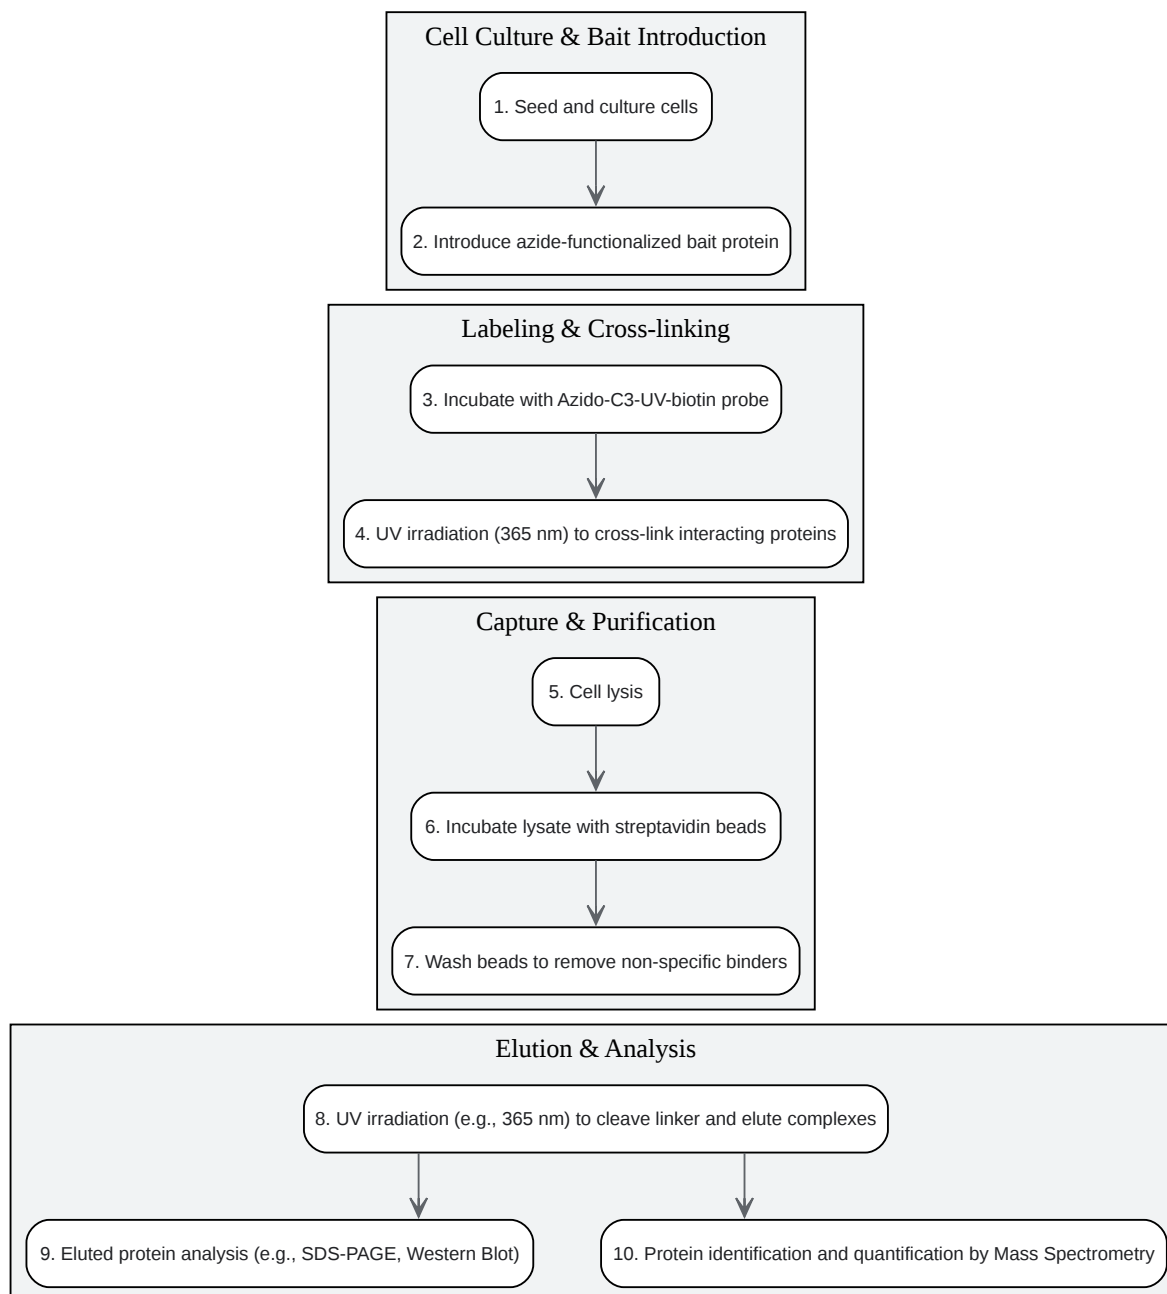 Cell Culture & Bait Introduction
1. Seed and culture cells
2. Introduce azide-functionalized bait protein
Labeling & Cross-linking
3. Incubate with Azido-C3-UV-biotin probe
4. UV irradiation (365 nm) to cross-link interacting proteins
Capture & Purification
5. Cell lysis
6. Incubate lysate with streptavidin beads
7. Wash beads to remove non-specific binders
Elution & Analysis
8. UV irradiation (e.g., 365 nm) to cleave linker and elute complexes
9. Eluted protein analysis (e.g., SDS-PAGE, Western Blot)
10. Protein identification and quantification by Mass Spectrometry